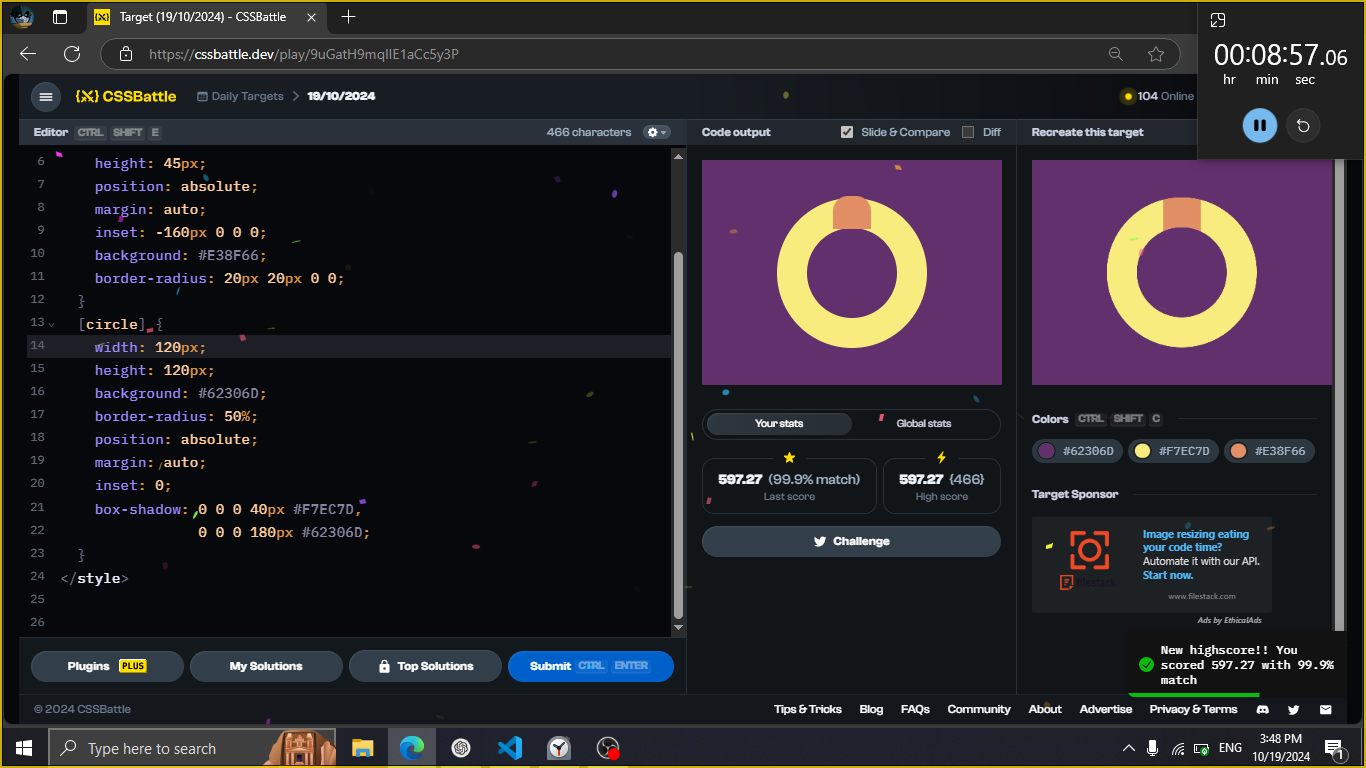 Target (19/10/2024) - CSSBattle
https://cssbattle.dev/play/9uGatH9mqIlE1aCc5y3P
00:08:57.06
hr min sec
{X} CSSBattle
Daily Targets > 19/10/2024
104 Online
Editor CTRL SHIFT E
466 characters
Code output
Slide & Compare
Diff
Recreate this target
6 height: 45px;
7 position: absolute;
8 margin: auto;
9 inset: -160px 0 0 0;
10 background: #E38F66;
11 border-radius: 20px 20px 0 0;
12 }
13 [circle] {
14 width: 120px;
15 height: 120px;
16 background: #62306D;
17 border-radius: 50%;
18 position: absolute;
19 margin: auto;
20 inset: 0;
21 box-shadow: 0 0 0 40px #F7EC7D,
22 0 0 0 180px #62306D;
23 }
24 </style>
25
26
Your stats
Global stats
597.27 (99.9% match)
Last score
597.27 {466}
High score
Challenge
Colors CTRL SHIFT C
#62306D
#F7EC7D
#E38F66
Target Sponsor
filestack
Image resizing eating
your code time?
Automate it with our API.
Start now.
www.filestack.com
Ads by EthicalAds
New highscore!! You
scored 597.27 with 99.9%
match
Plugins PLUS
My Solutions
Top Solutions
Submit CTRL ENTER
© 2024 CSSBattle
Tips & Tricks
Blog
FAQs
Community
About
Advertise
Privacy & Terms
Type here to search
ENG
3:48 PM
10/19/2024
1